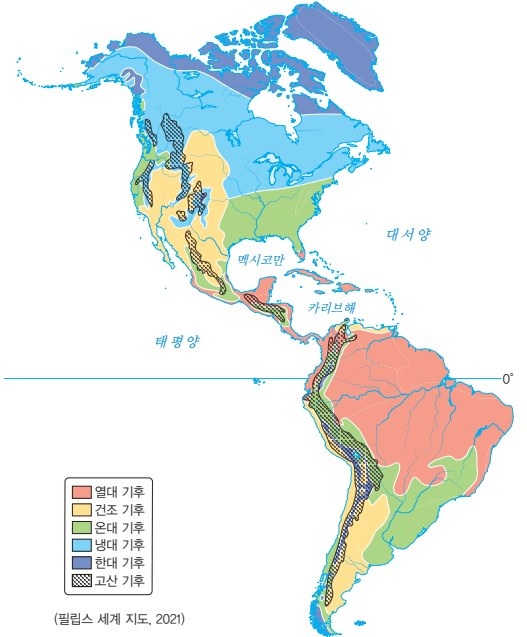 대서양
멕시코만
카리브해
태평양
0°
열대 기후
건조 기후
온대 기후
냉대 기후
한대 기후
고산 기후
(필립스 세계 지도, 2021)